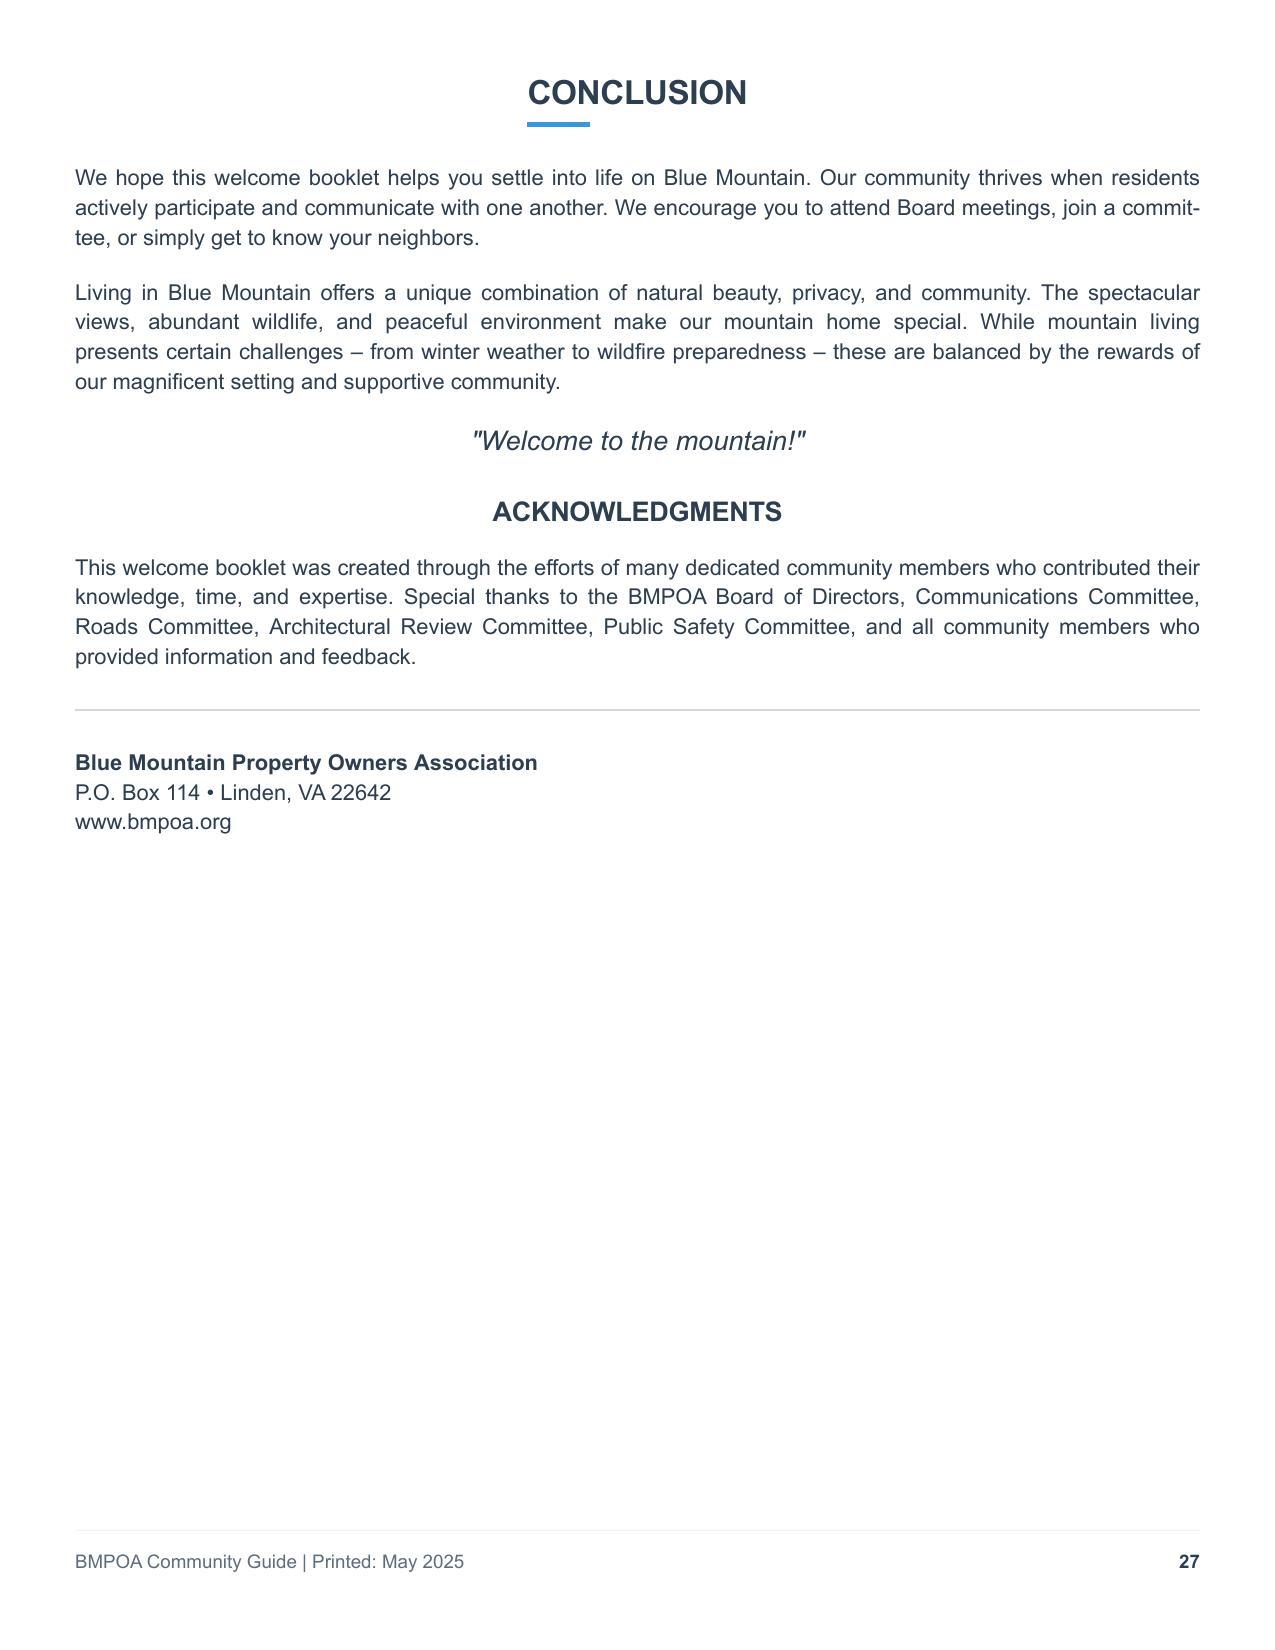 CONCLUSION
We hope this welcome booklet helps you settle into life on Blue Mountain. Our community thrives when residents
actively participate and communicate with one another. We encourage you to attend Board meetings, join a commit-
tee, or simply get to know your neighbors.
Living in Blue Mountain offers a unique combination of natural beauty, privacy, and community. The spectacular
views, abundant wildlife, and peaceful environment make our mountain home special. While mountain living
presents certain challenges – from winter weather to wildfire preparedness – these are balanced by the rewards of
our magnificent setting and supportive community.
"Welcome to the mountain!"
ACKNOWLEDGMENTS
This welcome booklet was created through the efforts of many dedicated community members who contributed their
knowledge, time, and expertise. Special thanks to the BMPOA Board of Directors, Communications Committee,
Roads Committee, Architectural Review Committee, Public Safety Committee, and all community members who
provided information and feedback.
Blue Mountain Property Owners Association
P.O. Box 114 • Linden, VA 22642
www.bmpoa.org
BMPOA Community Guide | Printed: May 2025 27